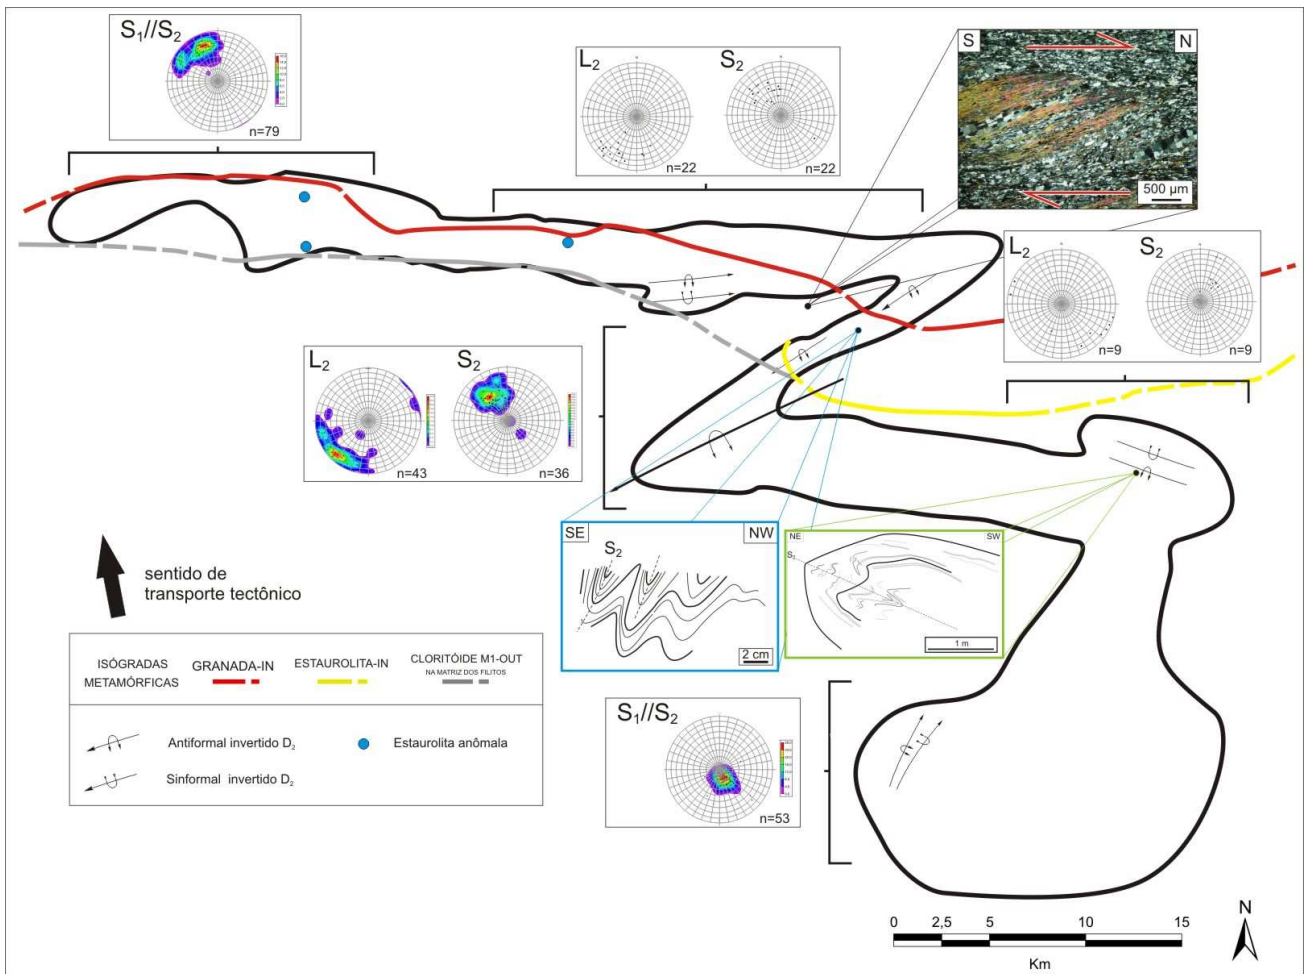 S₁//S₂
n=79
L₂
S₂
n=22
n=22
S
N
500 µm
L₂
S₂
n=9
n=9
L₂
S₂
n=43
n=36
SE
NW
S₂
2 cm
NE
SW
S₂
1 m
sentido de
transporte tectônico
ISÓGRADAS
METAMÓRFICAS
GRANADA-IN
ESTAUROLITA-IN
CLORITÓIDE M1-OUT
NA MATRIZ DOS FILITOS
Antiformal invertido D₂
Estaurolita anômala
Sinformal invertido D₂
S₁//S₂
n=53
0
2,5
5
10
15
Km
N